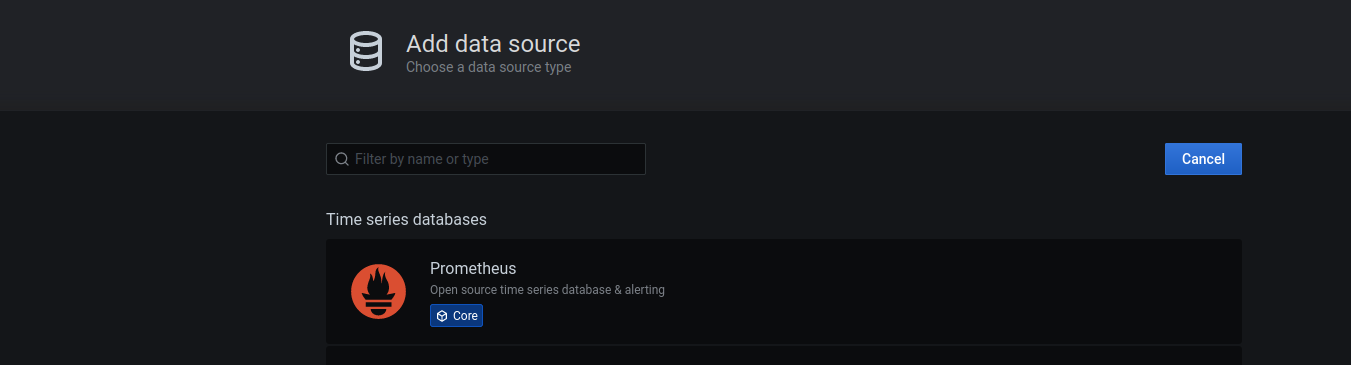 Add data source
Choose a data source type
Filter by name or type
Cancel
Time series databases
Prometheus
Open source time series database & alerting
Core